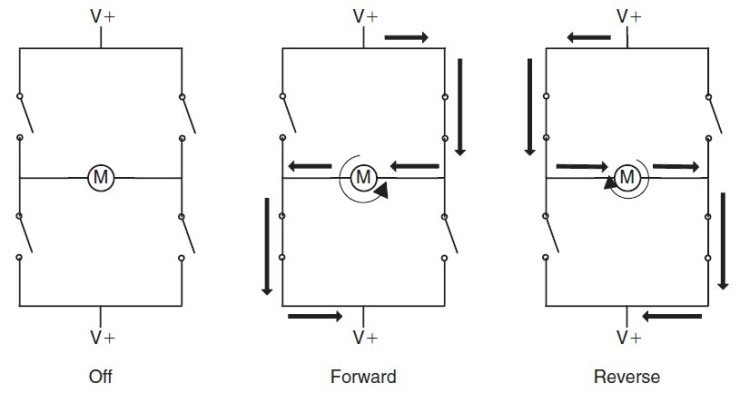 V+ V+ V+
M M M
V+ V+ V+
Off Forward Reverse